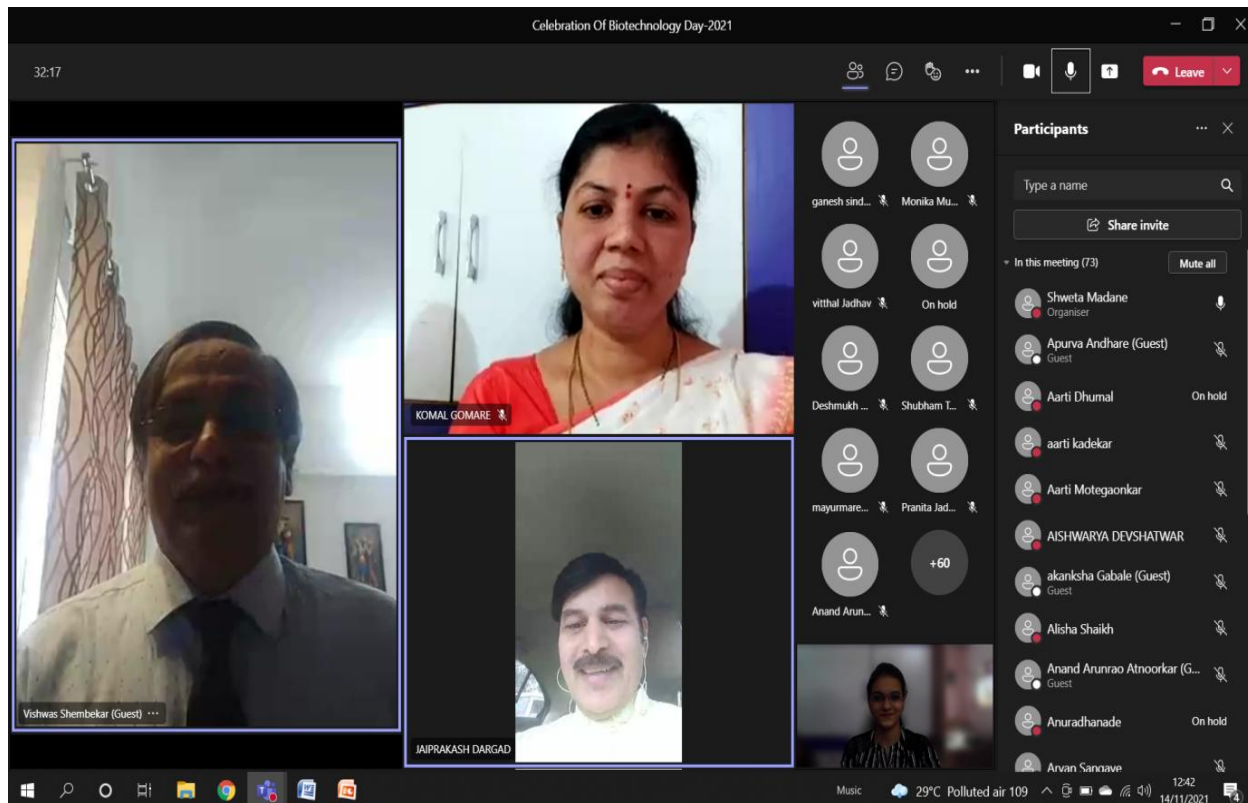 Celebration Of Biotechnology Day-2021
32:17
Leave
Vishwas Shembekar (Guest) ...
KOMAL GOMARE
JAIPRAKASH DARGAD
ganesh sind...
Monika Mu...
vitthal Jadhav
On hold
Deshmukh ...
Shubham T...
mayurmare...
Pranita Jad...
Anand Arun...
+60
Participants
Type a name
Share invite
In this meeting (73)
Mute all
Shweta Madane
Organiser
Apurva Andhare (Guest)
Guest
Aarti Dhumal
On hold
aarti kadekar
Aarti Motegaonkar
AISHWARYA DEVSHATWAR
akanksha Gabale (Guest)
Guest
Alisha Shaikh
Anand Arunrao Atnoorkar (G...
Guest
Anuradhanade
On hold
Aryan Sangave
Music
29°C Polluted air 109
12:42
14/11/2021
4